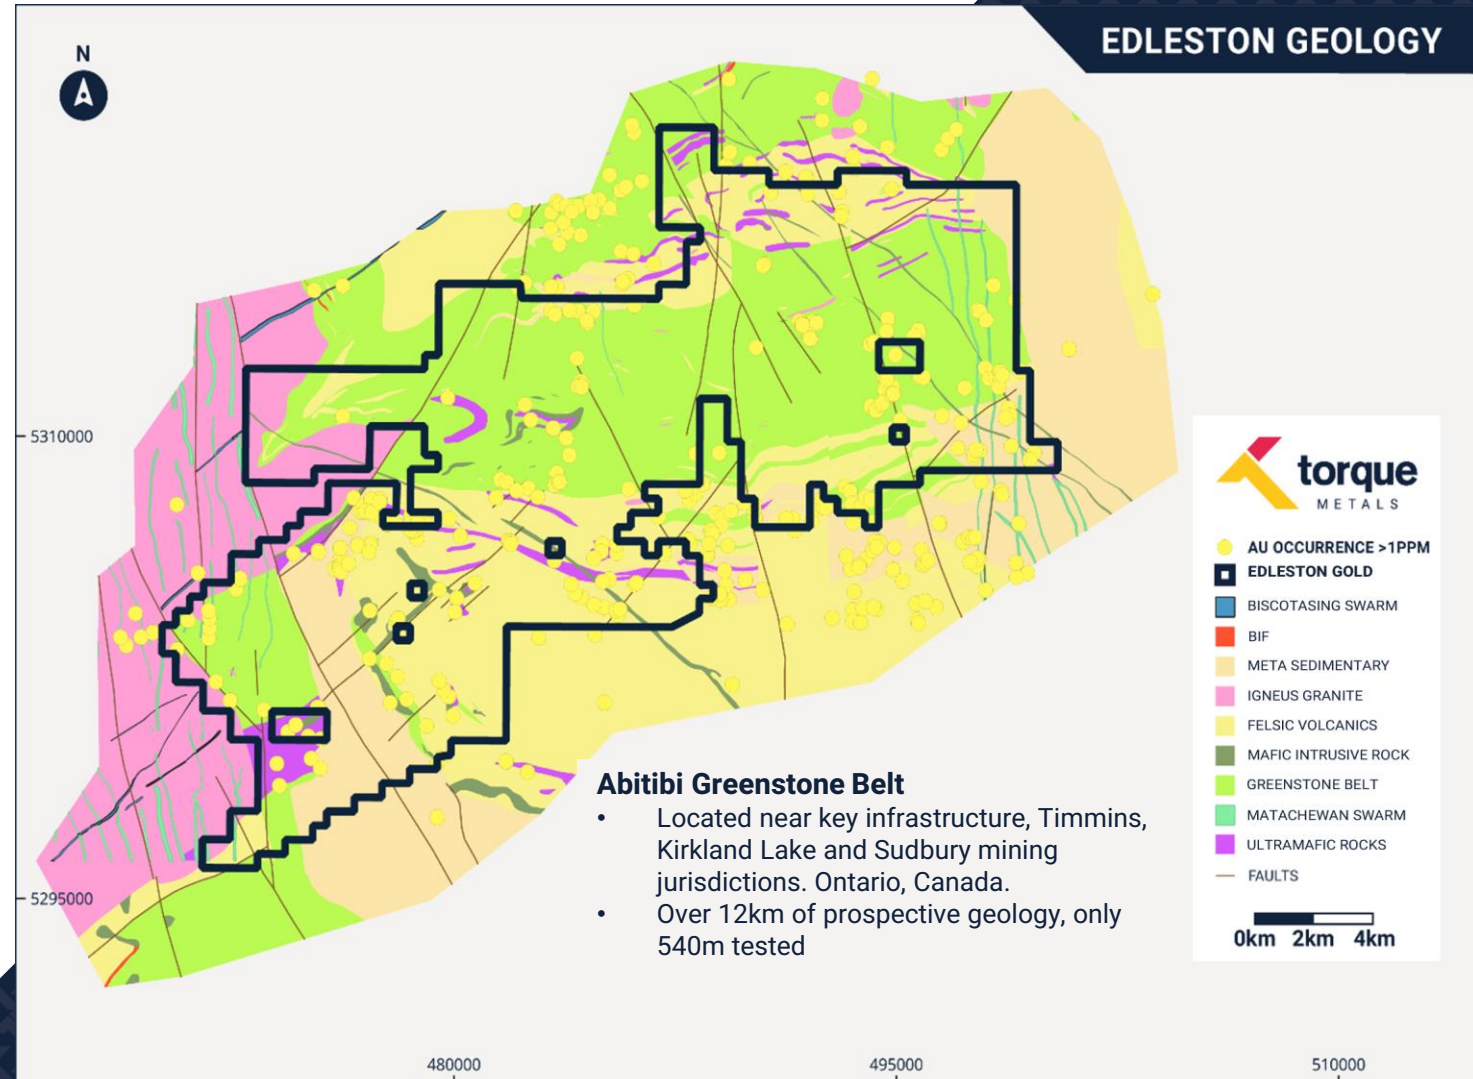 EDLESTON GEOLOGY
N
5310000
5295000
torque
METALS
AU OCCURRENCE >1PPM
EDLESTON GOLD
BISCOTASING SWARM
BIF
META SEDIMENTARY
IGNEUS GRANITE
FELSIC VOLCANICS
MAFIC INTRUSIVE ROCK
GREENSTONE BELT
MATACHEWAN SWARM
ULTRAMAFIC ROCKS
FAULTS
0km 2km 4km
Abitibi Greenstone Belt
• Located near key infrastructure, Timmins,
Kirkland Lake and Sudbury mining
jurisdictions. Ontario, Canada.
• Over 12km of prospective geology, only
540m tested
480000 495000 510000